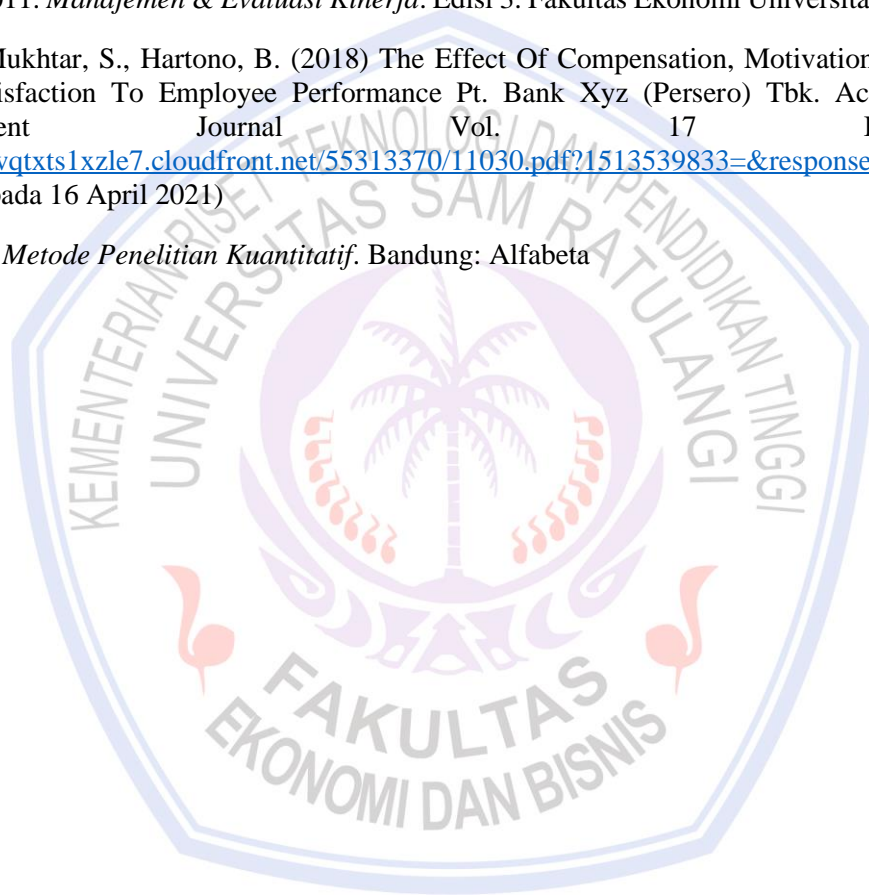 011. Manajemen & Evaluasi Kinerja. Edisi 3. Fakultas Ekonomi Universita
Mukhtar, S., Hartono, B. (2018) The Effect Of Compensation, Motivation
isfaction To Employee Performance Pt. Bank Xyz (Persero) Tbk. Ac
ent Journal Vol. 17
wqtxts1xzle7.cloudfront.net/55313370/11030.pdf?1513539833=&response
pada 16 April 2021)
Metode Penelitian Kuantitatif. Bandung: Alfabeta
KEMENTERIAN RISET TEKNOLOGI DAN PENDIDIKAN TINGGI
UNIVERSITAS SAM RATULANGI
FAKULTAS
EKONOMI DAN BISNIS